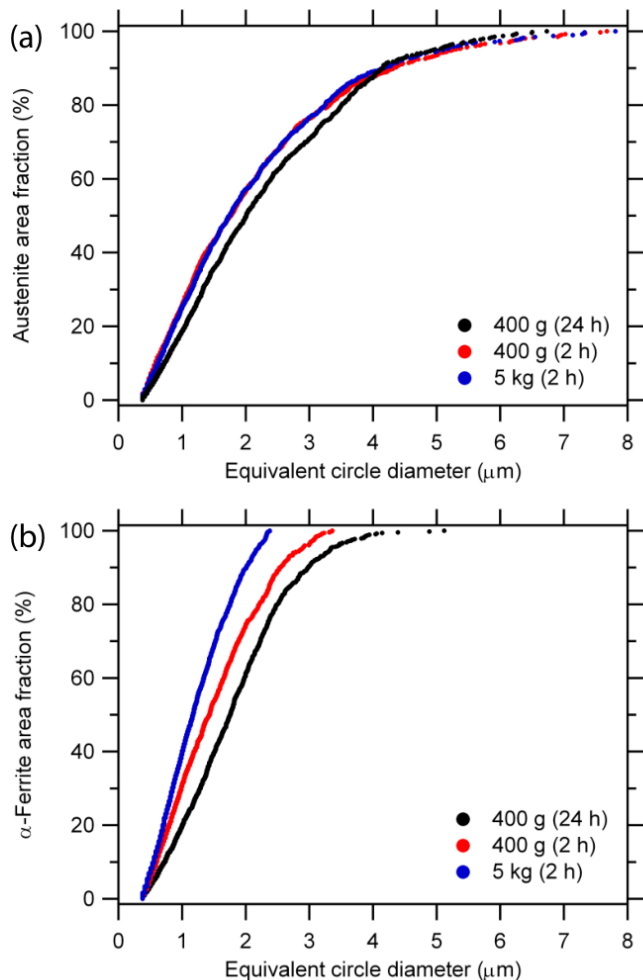 (a)
Austenite area fraction (%)
100
80
60
40
20
0
400 g (24 h)
400 g (2 h)
5 kg (2 h)
0 1 2 3 4 5 6 7 8
Equivalent circle diameter (μm)
(b)
α-Ferrite area fraction (%)
100
80
60
40
20
0
400 g (24 h)
400 g (2 h)
5 kg (2 h)
0 1 2 3 4 5 6 7 8
Equivalent circle diameter (μm)